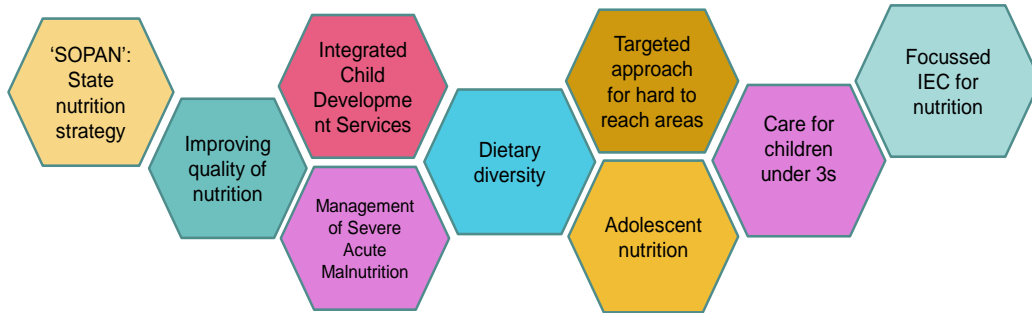 ‘SOPAN’:
State
nutrition
strategy
Improving
quality of
nutrition
Integrated
Child
Developme
nt Services
Management
of Severe
Acute
Malnutrition
Dietary
diversity
Targeted
approach
for hard to
reach areas
Adolescent
nutrition
Care for
children
under 3s
Focussed
IEC for
nutrition